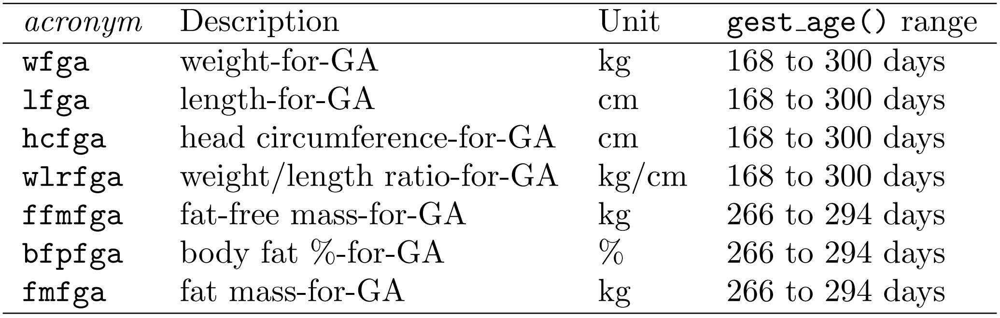 acronym Description Unit gest_age() range
wfga weight-for-GA kg 168 to 300 days
lfga length-for-GA cm 168 to 300 days
hcfga head circumference-for-GA cm 168 to 300 days
wlrfga weight/length ratio-for-GA kg/cm 168 to 300 days
ffmfga fat-free mass-for-GA kg 266 to 294 days
bfpfga body fat %-for-GA % 266 to 294 days
fmfga fat mass-for-GA kg 266 to 294 days